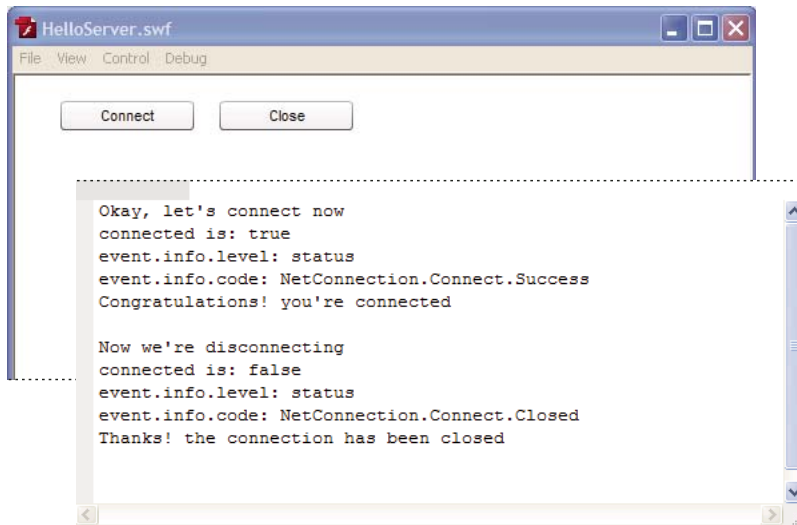 HelloServer.swf
File View Control Debug
Connect Close
Okay, let's connect now
connected is: true
event.info.level: status
event.info.code: NetConnection.Connect.Success
Congratulations! you're connected
Now we're disconnecting
connected is: false
event.info.level: status
event.info.code: NetConnection.Connect.Closed
Thanks! the connection has been closed